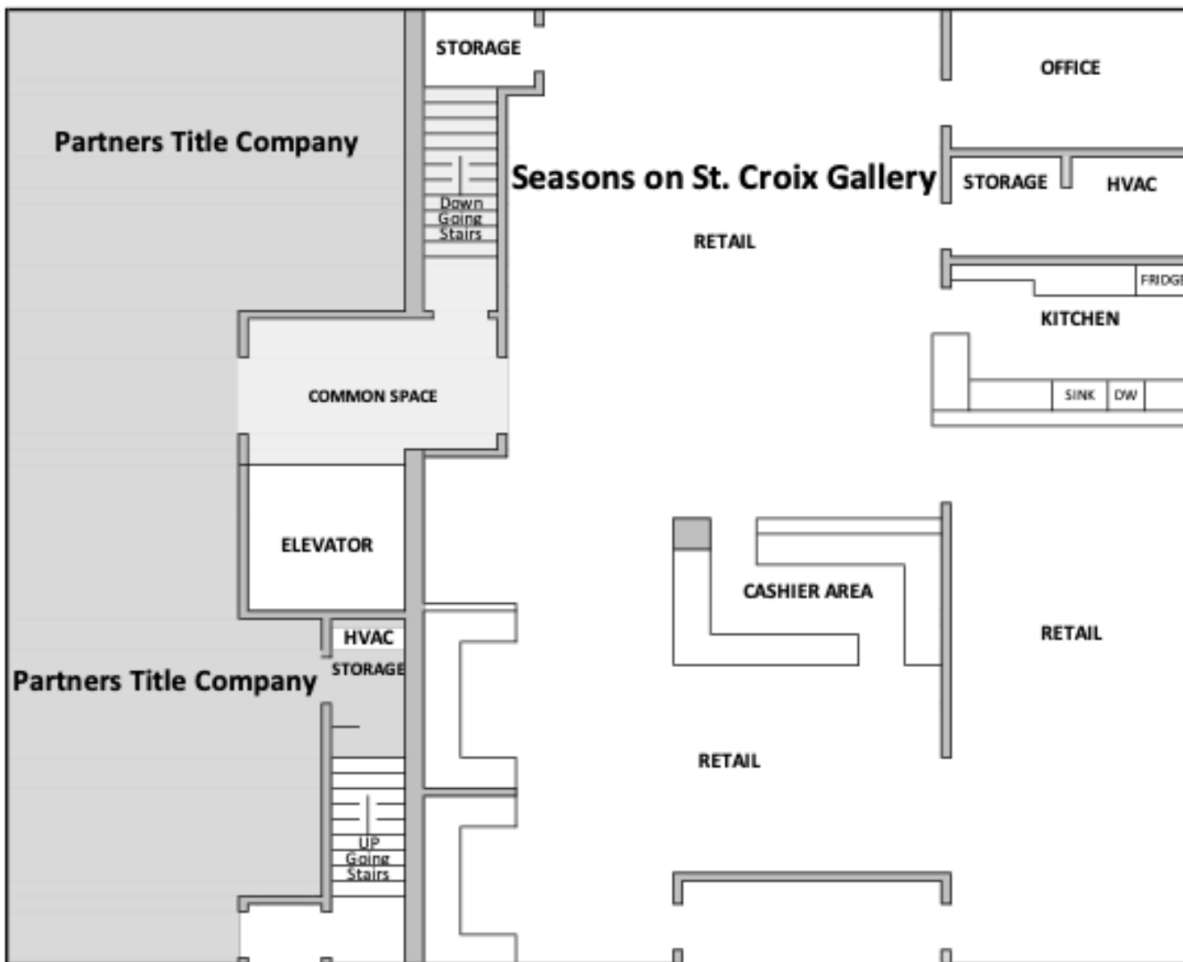 STORAGE
OFFICE
Partners Title Company
Seasons on St. Croix Gallery
STORAGE
HVAC
Down
Going
Stairs
RETAIL
FRIDGE
KITCHEN
COMMON SPACE
SINK
DW
ELEVATOR
CASHIER AREA
RETAIL
HVAC
STORAGE
Partners Title Company
RETAIL
UP
Going
Stairs